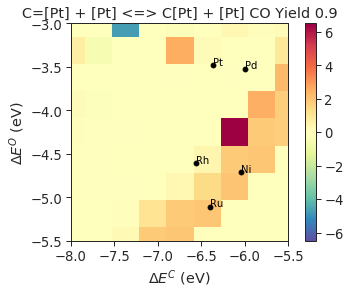 C=[Pt] + [Pt] <=> C[Pt] + [Pt] CO Yield 0.9
−3.0
−3.5
−4.0
−4.5
−5.0
−5.5
ΔE^O (eV)
−8.0 −7.5 −7.0 −6.5 −6.0 −5.5
ΔE^C (eV)
Pt
Pd
Rh
Ni
Ru
6
4
2
0
−2
−4
−6